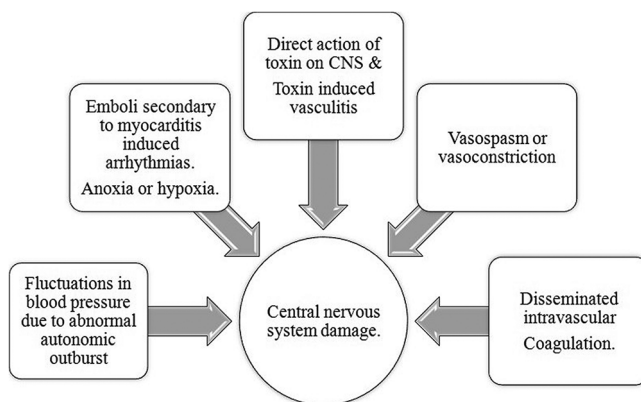 Direct action of
toxin on CNS &
Toxin induced
vasculitis
Emboli secondary
to myocarditis
induced
arrhythmias.
Anoxia or hypoxia.
Vasospasm or
vasoconstriction
Fluctuations in
blood pressure
due to abnormal
autonomic
outburst
Central nervous
system damage.
Disseminated
intravascular
Coagulation.